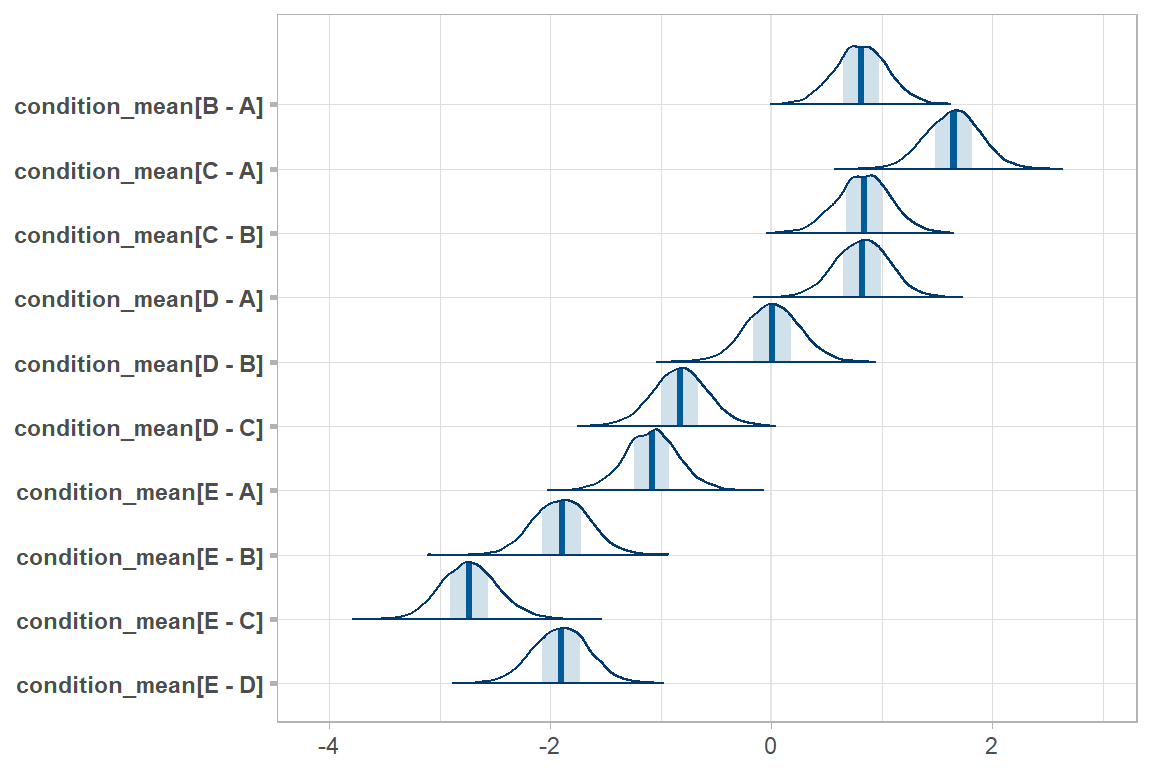 condition_mean[B - A]
condition_mean[C - A]
condition_mean[C - B]
condition_mean[D - A]
condition_mean[D - B]
condition_mean[D - C]
condition_mean[E - A]
condition_mean[E - B]
condition_mean[E - C]
condition_mean[E - D]
-4 -2 0 2